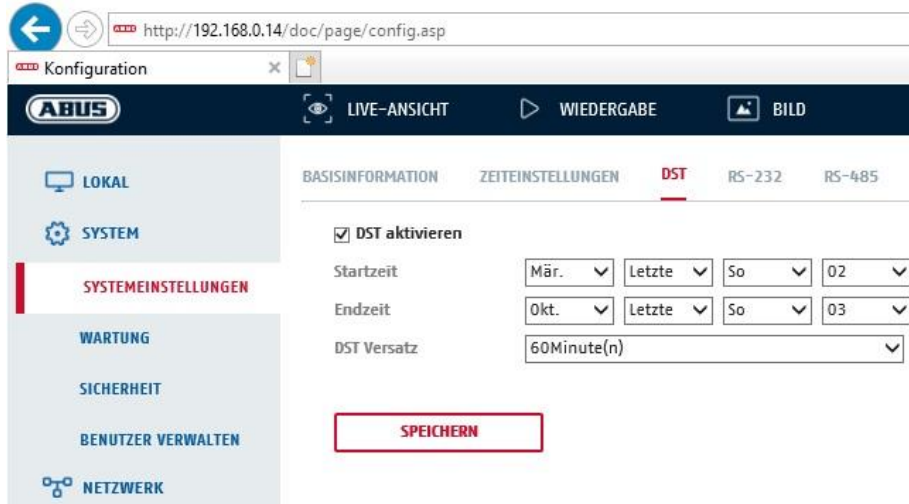 http://192.168.0.14/doc/page/config.asp
Konfiguration
ABUS LIVE-ANSICHT WIEDERGABE BILD
LOKAL
SYSTEM
SYSTEMEINSTELLUNGEN
WARTUNG
SICHERHEIT
BENUTZER VERWALTEN
NETZWERK
BASISINFORMATION ZEITEINSTELLUNGEN DST RS-232 RS-485
DST aktivieren
Startzeit Mär. Letzte So 02
Endzeit Okt. Letzte So 03
DST Versatz 60Minute(n)
SPEICHERN